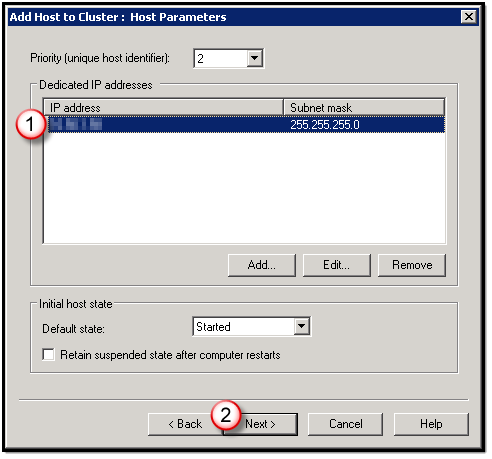 Add Host to Cluster : Host Parameters
Priority (unique host identifier): 2
Dedicated IP addresses
IP address Subnet mask
1 255.255.255.0
Add... Edit... Remove
Initial host state
Default state: Started
Retain suspended state after computer restarts
< Back 2 Next > Cancel Help